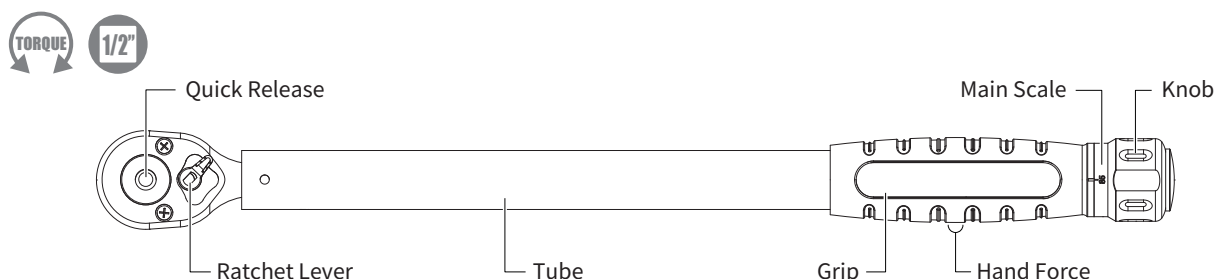 TORQUE 1/2"
Quick Release
Main Scale
Knob
Ratchet Lever
Tube
Grip
Hand Force